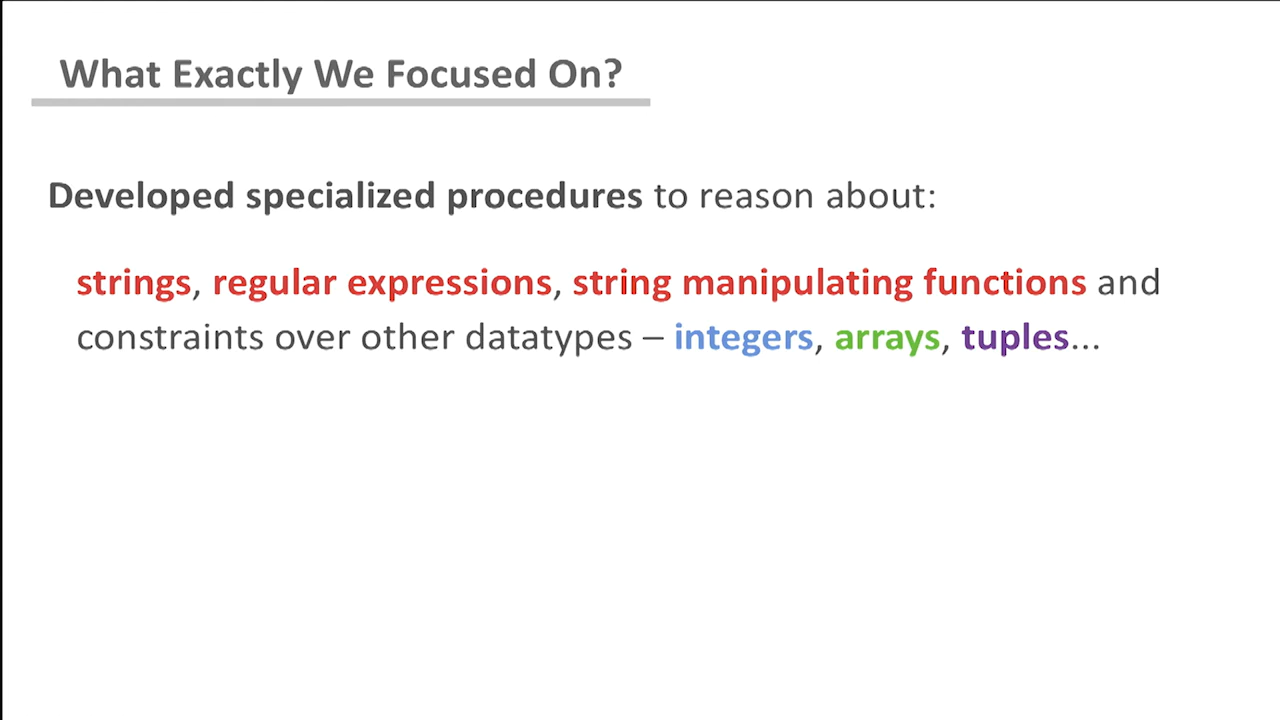 What Exactly We Focused On?
Developed specialized procedures to reason about:
strings, regular expressions, string manipulating functions and
constraints over other datatypes – integers, arrays, tuples...